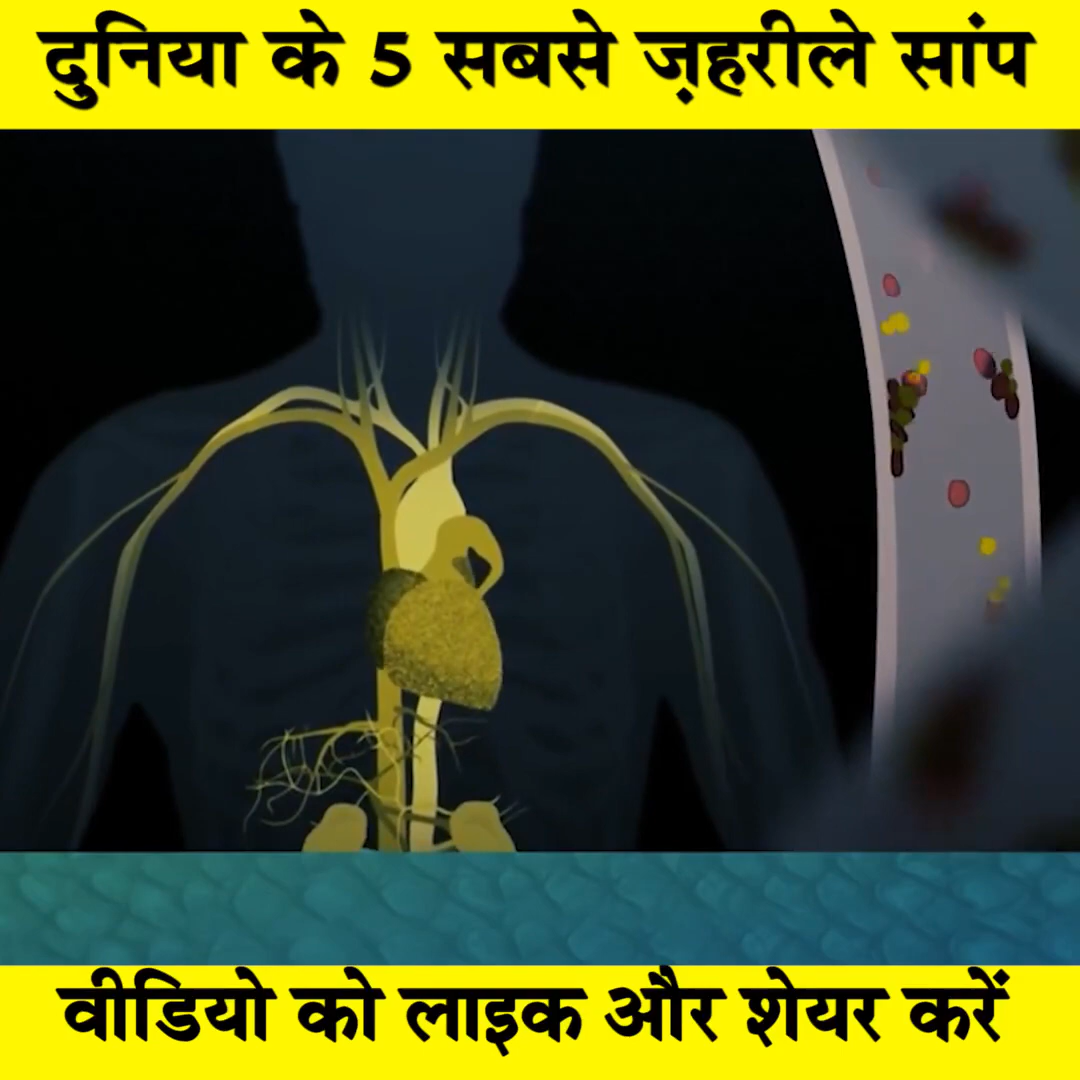 दुनिया के 5 सबसे ज़हरीले सांप
वीडियो को लाइक और शेयर करें